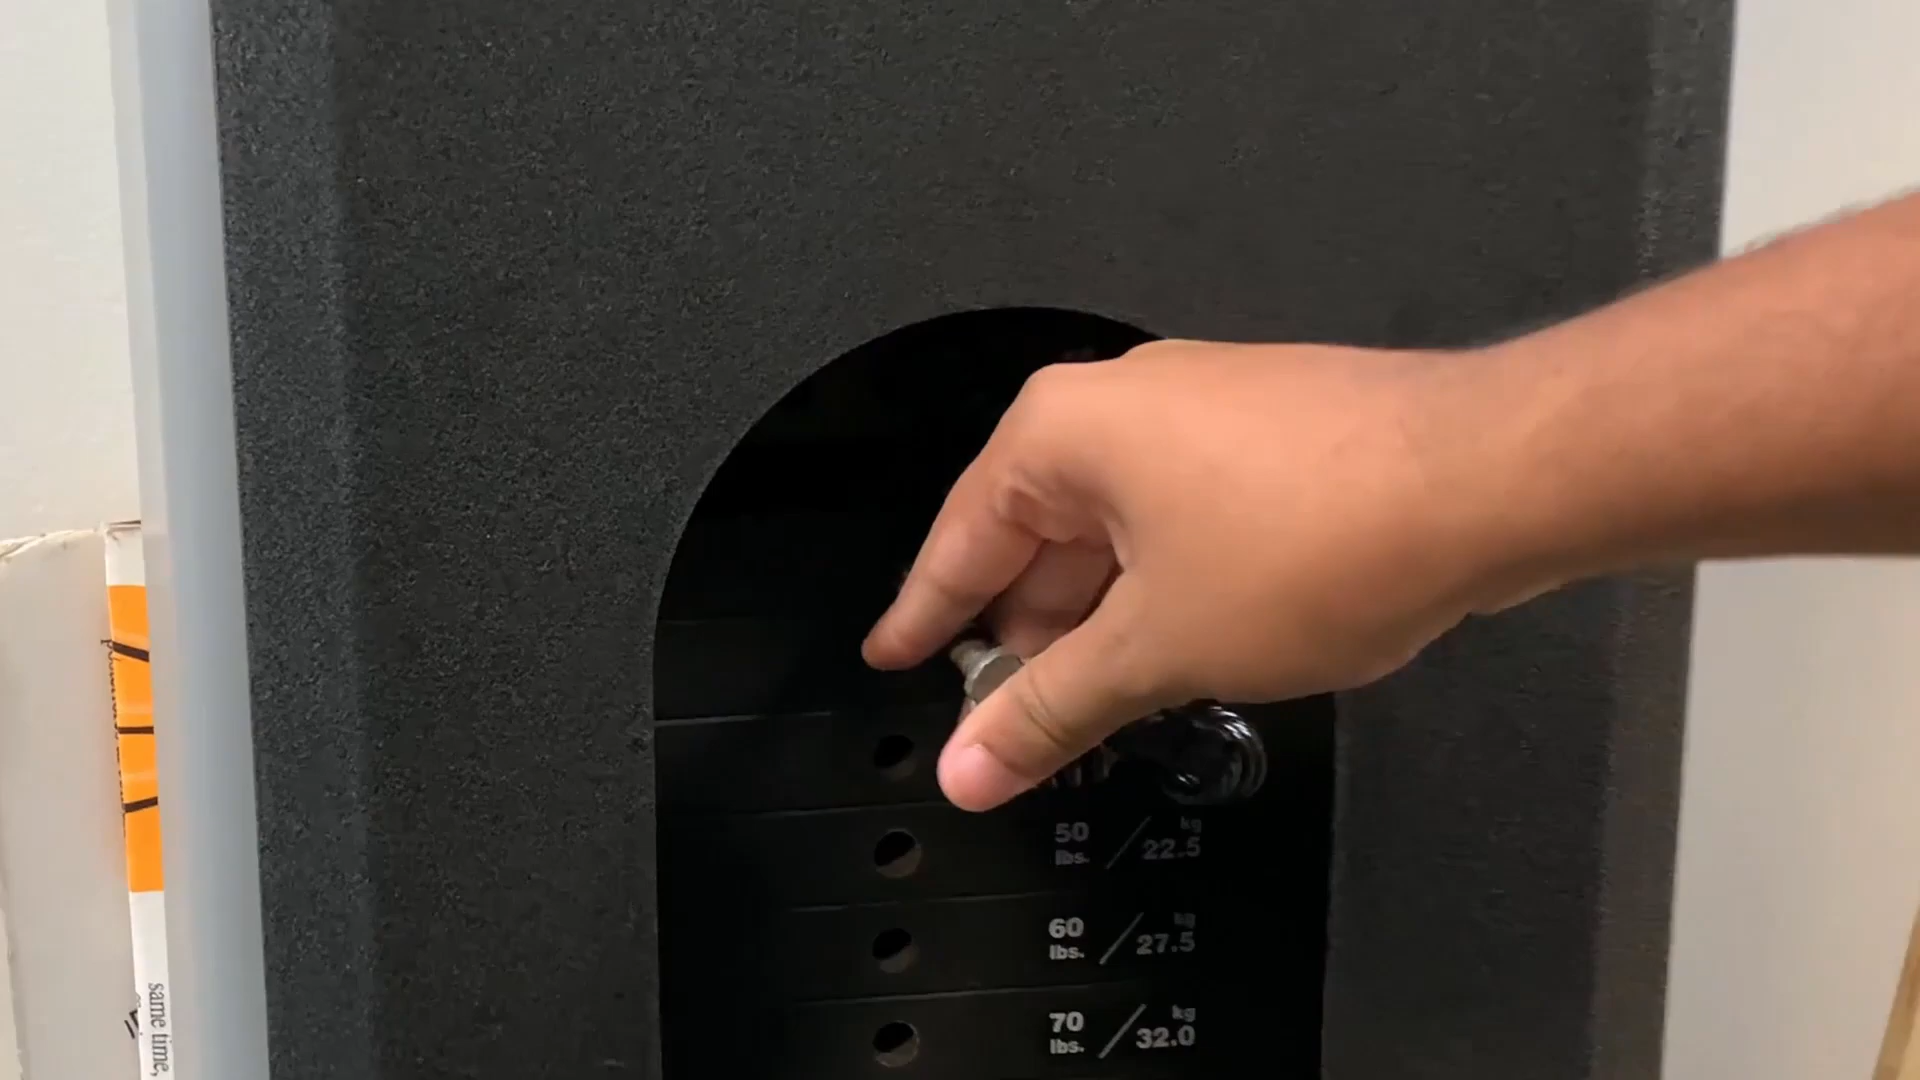 50 lbs. / kg 22.5
60 lbs. / kg 27.5
70 lbs. / kg 32.0
same time,